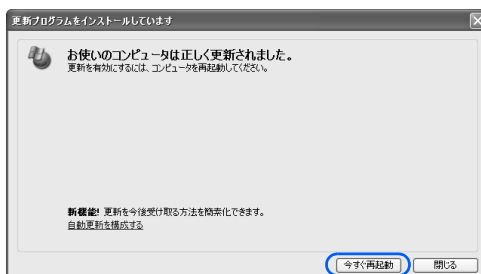 更新プログラムをインストールしています
お使いのコンピュータは正しく更新されました。
更新を有効にするには、コンピュータを再起動してください。
新機能! 更新を今後受け取る方法を簡素化できます。
自動更新を構成する
今すぐ再起動
閉じる